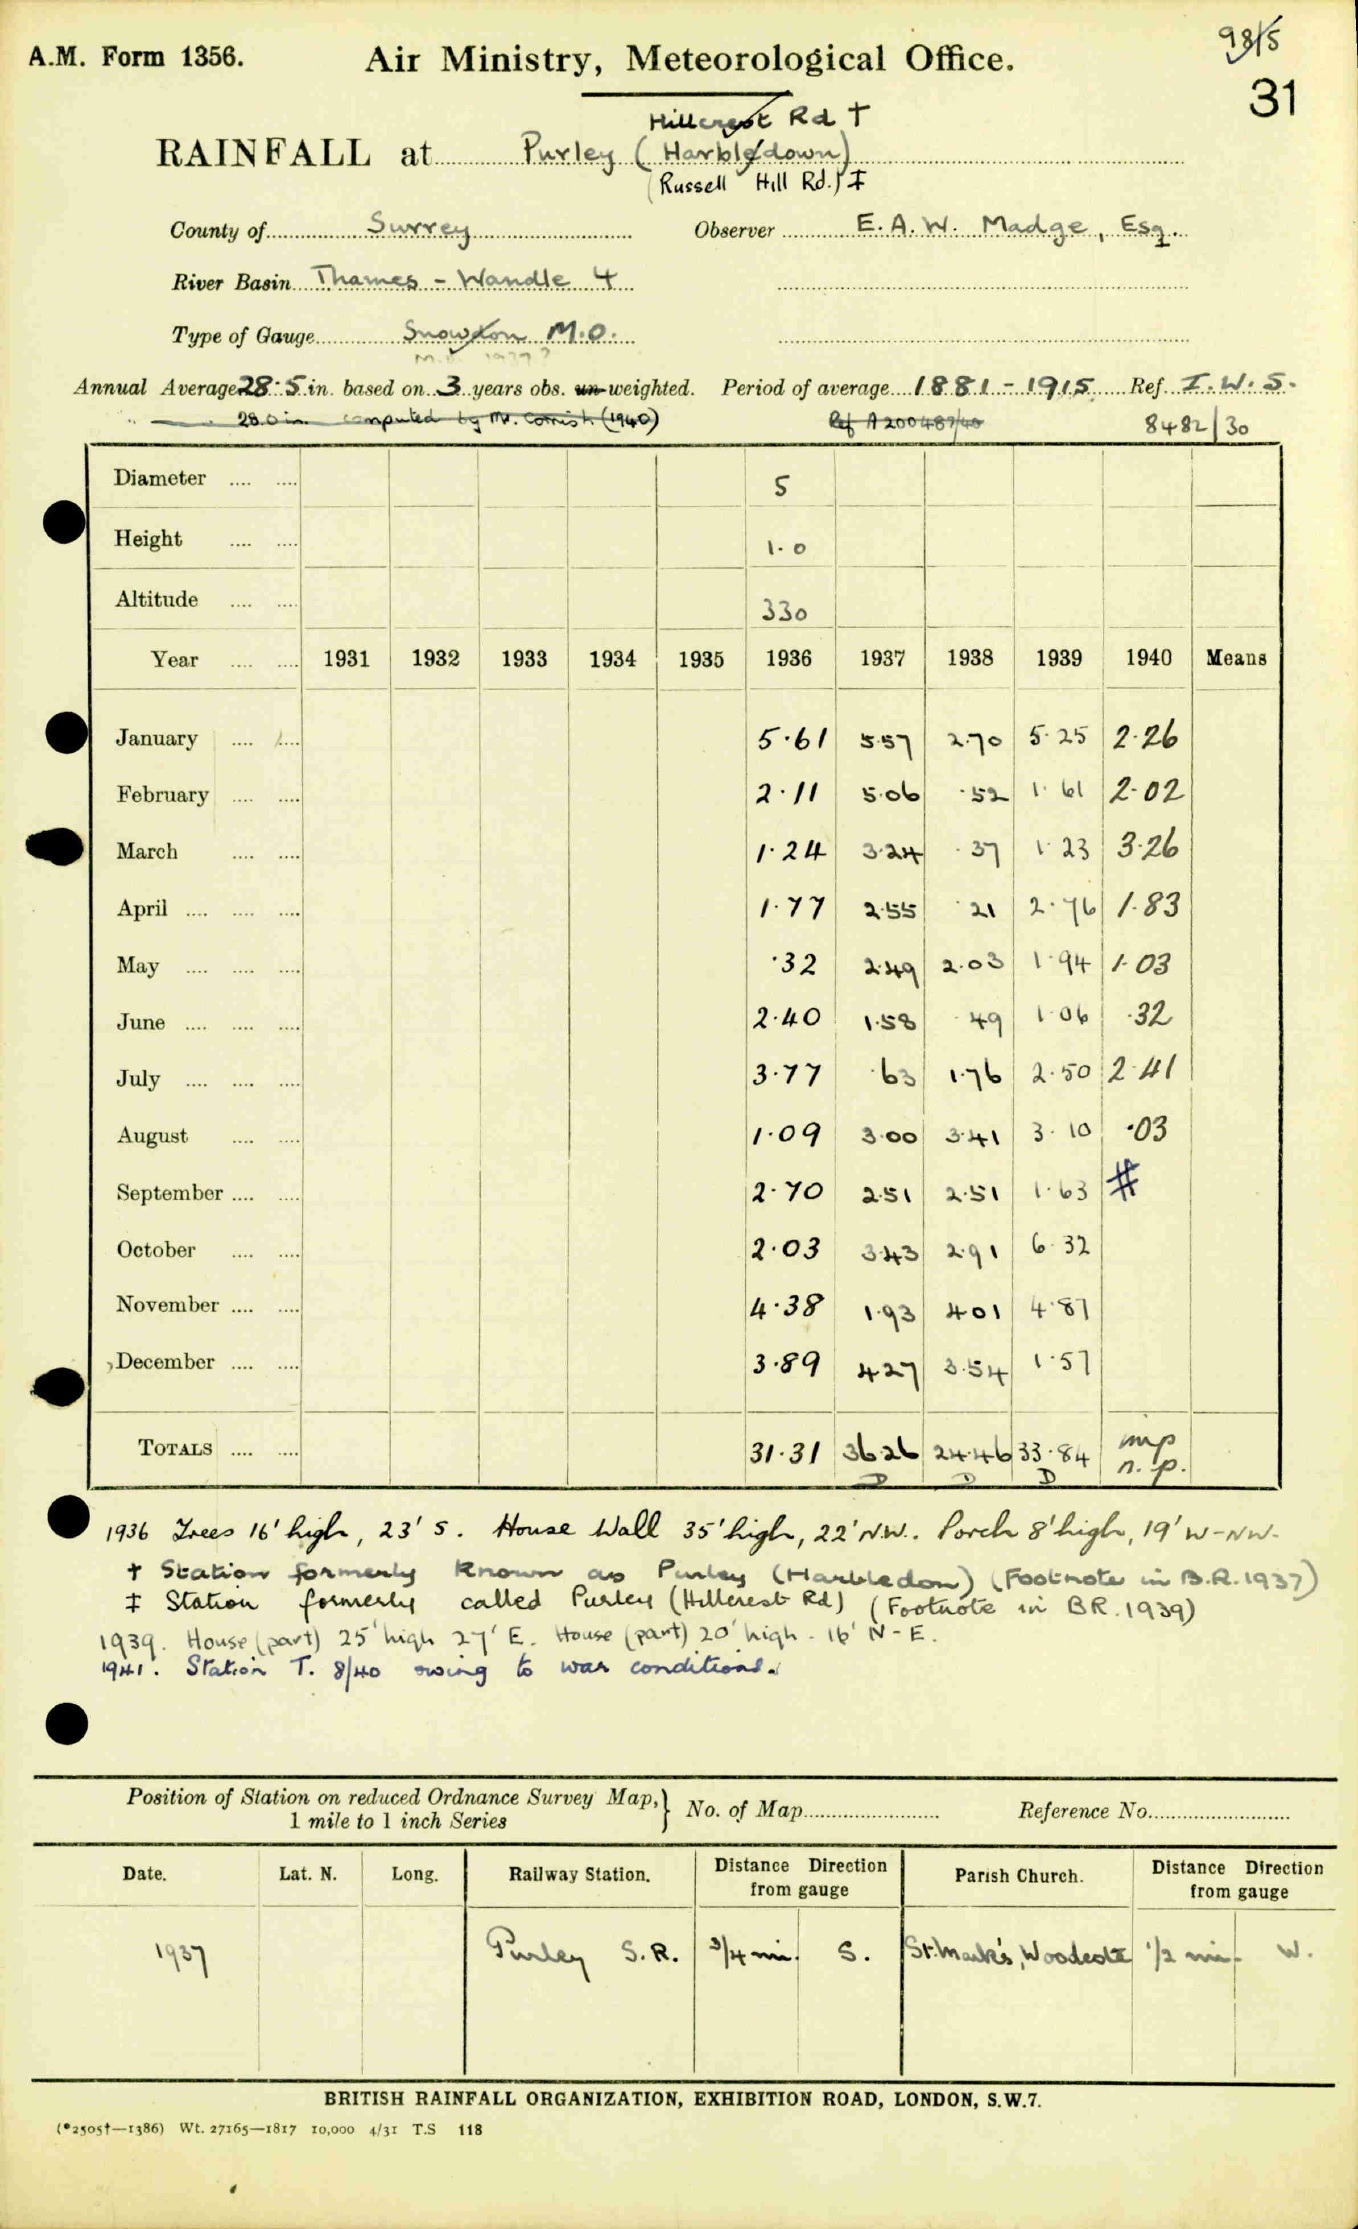 A.M. Form 1356.
Air Ministry, Meteorological Office.
98/5
31
Hillcrest Rd †
RAINFALL at Purley (Harbledown)
(Russell Hill Rd.) ‡
County of Surrey Observer E.A.W. Madge, Esq.
River Basin Thames - Wandle 4
Type of Gauge Snowdon M.O.
M.O. 1937?
Annual Average 28.5 in. based on 3 years obs. un-weighted. Period of average 1881-1915 Ref. I.W.S.
" 28.0 in computed by Mr. Cornish (1940) Ref A200487/40 8482/30
Diameter .... .... 5
Height .... .... 1.0
Altitude .... .... 330
Year .... .... 1931 1932 1933 1934 1935 1936 1937 1938 1939 1940 Means
January .... .... 5.61 5.57 2.70 5.25 2.26
February .... .... 2.11 5.06 .52 1.61 2.02
March .... .... 1.24 3.24 .37 1.23 3.26
April .... .... .... 1.77 2.55 .21 2.76 1.83
May .... .... .... .32 2.49 2.03 1.94 1.03
June .... .... .... 2.40 1.58 .49 1.06 .32
July .... .... .... 3.77 .63 1.76 2.50 2.41
August .... .... 1.09 3.00 3.41 3.10 .03
September .... .... 2.70 2.51 2.51 1.63 #
October .... .... 2.03 3.43 2.91 6.32
November .... .... 4.38 1.93 4.01 4.87
December .... .... 3.89 4.27 3.54 1.57
TOTALS .... .... 31.31 36.26 24.46 33.84 imp
D D D n.p.
1936 Trees 16' high, 23' S. House Wall 35' high, 22' N.W. Porch 8' high, 19' W-NW.
† Station formerly known as Purley (Harbledon) (Footnote in B.R. 1937)
‡ Station formerly called Purley (Hillcrest Rd) (Footnote in BR. 1939)
1939. House (part) 25' high 27' E. House (part) 20' high. 16' N-E.
1941. Station T. 8/40 owing to war conditions.
Position of Station on reduced Ordnance Survey Map, } No. of Map Reference No.
1 mile to 1 inch Series
Date. Lat. N. Long. Railway Station. Distance Direction from gauge Parish Church. Distance Direction from gauge
1937 Purley S.R. 3/4 mi. S. St. Mark's, Woodcote 1/2 mi. W.
BRITISH RAINFALL ORGANIZATION, EXHIBITION ROAD, LONDON, S.W.7.
(*2505†—1386) Wt. 27165—1817 10,000 4/31 T.S 118